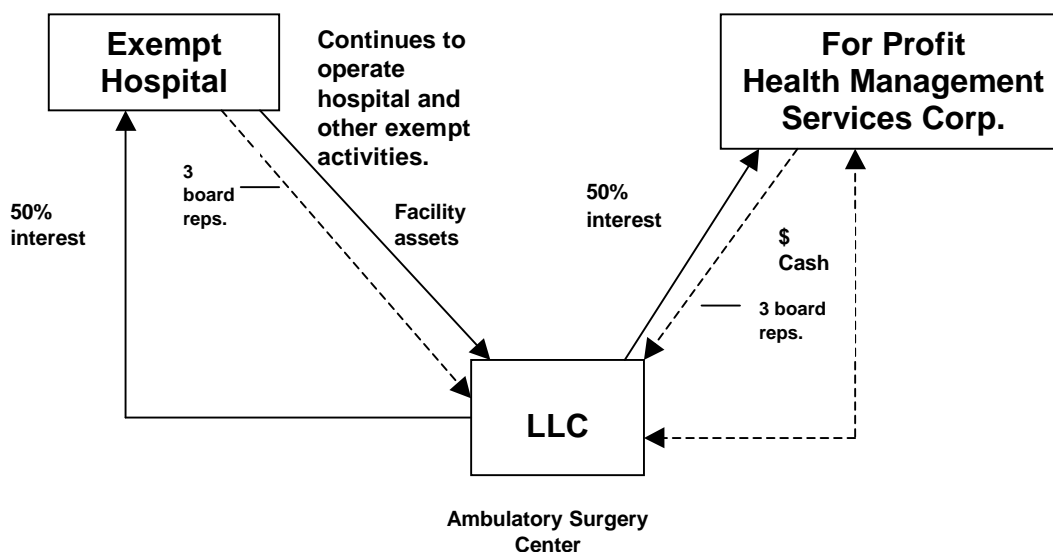 Exempt
Hospital
Continues to
operate
hospital and
other exempt
activities.
For Profit
Health Management
Services Corp.
3
board
reps.
50%
interest
Facility
assets
50%
interest
$
Cash
3 board
reps.
LLC
Ambulatory Surgery
Center